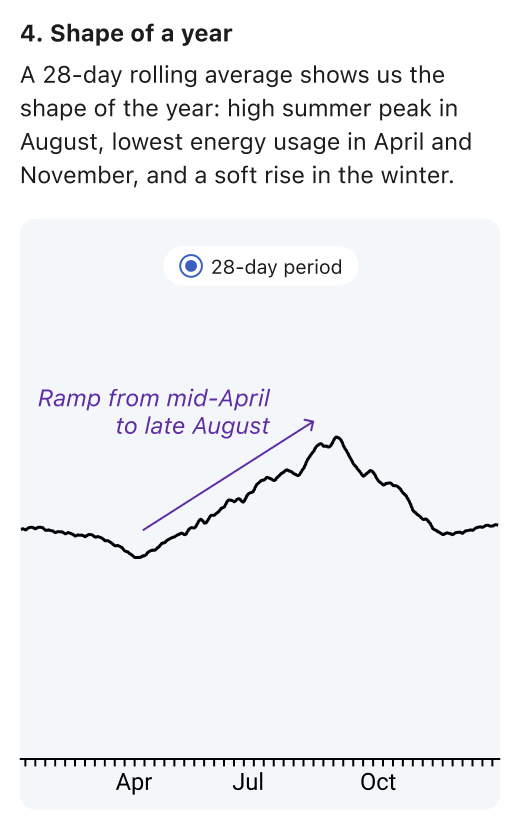 4. Shape of a year
A 28-day rolling average shows us the
shape of the year: high summer peak in
August, lowest energy usage in April and
November, and a soft rise in the winter.
28-day period
Ramp from mid-April
to late August
Apr Jul Oct